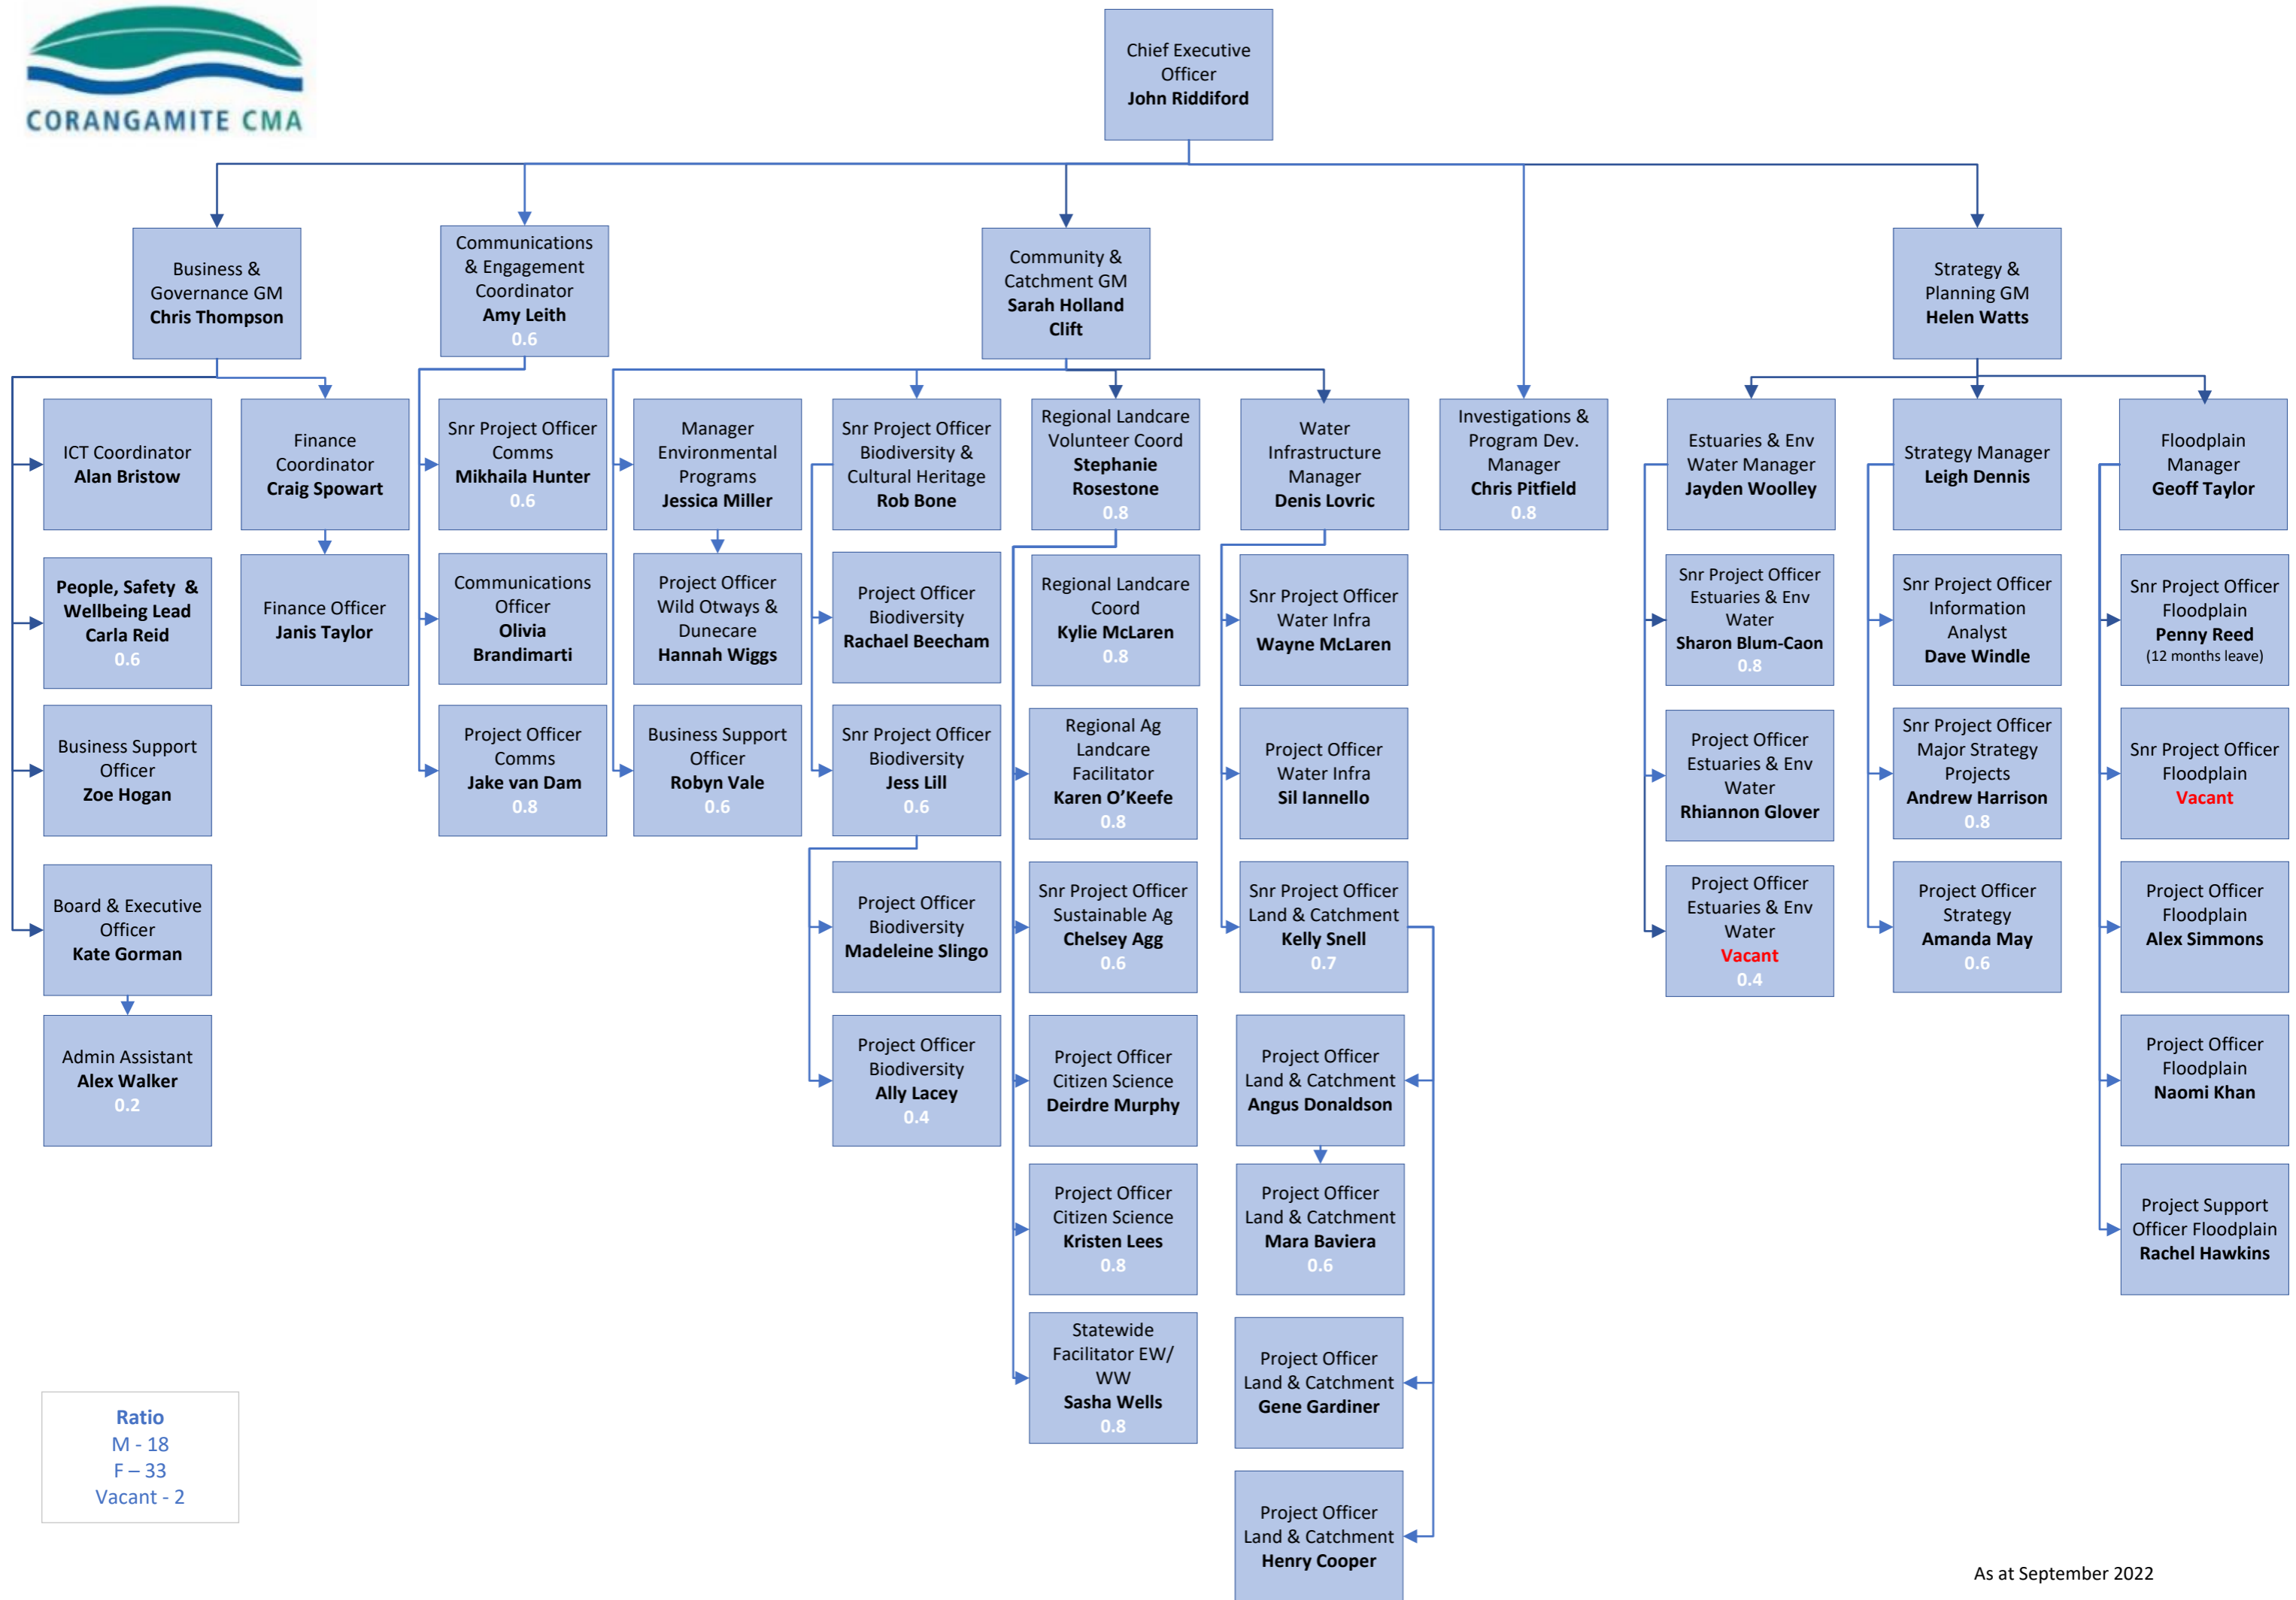 CORANGAMITE CMA
Chief Executive
Officer
John Riddiford
Business &
Governance GM
Chris Thompson
Communications
& Engagement
Coordinator
Amy Leith
0.6
Community &
Catchment GM
Sarah Holland
Clift
Strategy &
Planning GM
Helen Watts
ICT Coordinator
Alan Bristow
Finance
Coordinator
Craig Spowart
Snr Project Officer
Comms
Mikhaila Hunter
0.6
Manager
Environmental
Programs
Jessica Miller
Snr Project Officer
Biodiversity &
Cultural Heritage
Rob Bone
Regional Landcare
Volunteer Coord
Stephanie
Rosestone
0.8
Water
Infrastructure
Manager
Denis Lovric
Investigations &
Program Dev.
Manager
Chris Pitfield
0.8
Estuaries & Env
Water Manager
Jayden Woolley
Strategy Manager
Leigh Dennis
Floodplain
Manager
Geoff Taylor
People, Safety &
Wellbeing Lead
Carla Reid
0.6
Finance Officer
Janis Taylor
Communications
Officer
Olivia
Brandimarti
Project Officer
Wild Otways &
Dunecare
Hannah Wiggs
Project Officer
Biodiversity
Rachael Beecham
Regional Landcare
Coord
Kylie McLaren
0.8
Snr Project Officer
Water Infra
Wayne McLaren
Snr Project Officer
Estuaries & Env
Water
Sharon Blum-Caon
0.8
Snr Project Officer
Information
Analyst
Dave Windle
Snr Project Officer
Floodplain
Penny Reed
(12 months leave)
Business Support
Officer
Zoe Hogan
Project Officer
Comms
Jake van Dam
0.8
Business Support
Officer
Robyn Vale
0.6
Snr Project Officer
Biodiversity
Jess Lill
0.6
Regional Ag
Landcare
Facilitator
Karen O’Keefe
0.8
Project Officer
Water Infra
Sil Iannello
Project Officer
Estuaries & Env
Water
Rhiannon Glover
Snr Project Officer
Major Strategy
Projects
Andrew Harrison
0.8
Snr Project Officer
Floodplain
Vacant
Board & Executive
Officer
Kate Gorman
Project Officer
Biodiversity
Madeleine Slingo
Snr Project Officer
Sustainable Ag
Chelsey Agg
0.6
Snr Project Officer
Land & Catchment
Kelly Snell
0.7
Project Officer
Estuaries & Env
Water
Vacant
0.4
Project Officer
Strategy
Amanda May
0.6
Project Officer
Floodplain
Alex Simmons
Admin Assistant
Alex Walker
0.2
Project Officer
Biodiversity
Ally Lacey
0.4
Project Officer
Citizen Science
Deirdre Murphy
Project Officer
Land & Catchment
Angus Donaldson
Project Officer
Floodplain
Naomi Khan
Project Officer
Citizen Science
Kristen Lees
0.8
Project Officer
Land & Catchment
Mara Baviera
0.6
Project Support
Officer Floodplain
Rachel Hawkins
Statewide
Facilitator EW/
WW
Sasha Wells
0.8
Project Officer
Land & Catchment
Gene Gardiner
Ratio
M - 18
F – 33
Vacant - 2
Project Officer
Land & Catchment
Henry Cooper
As at September 2022